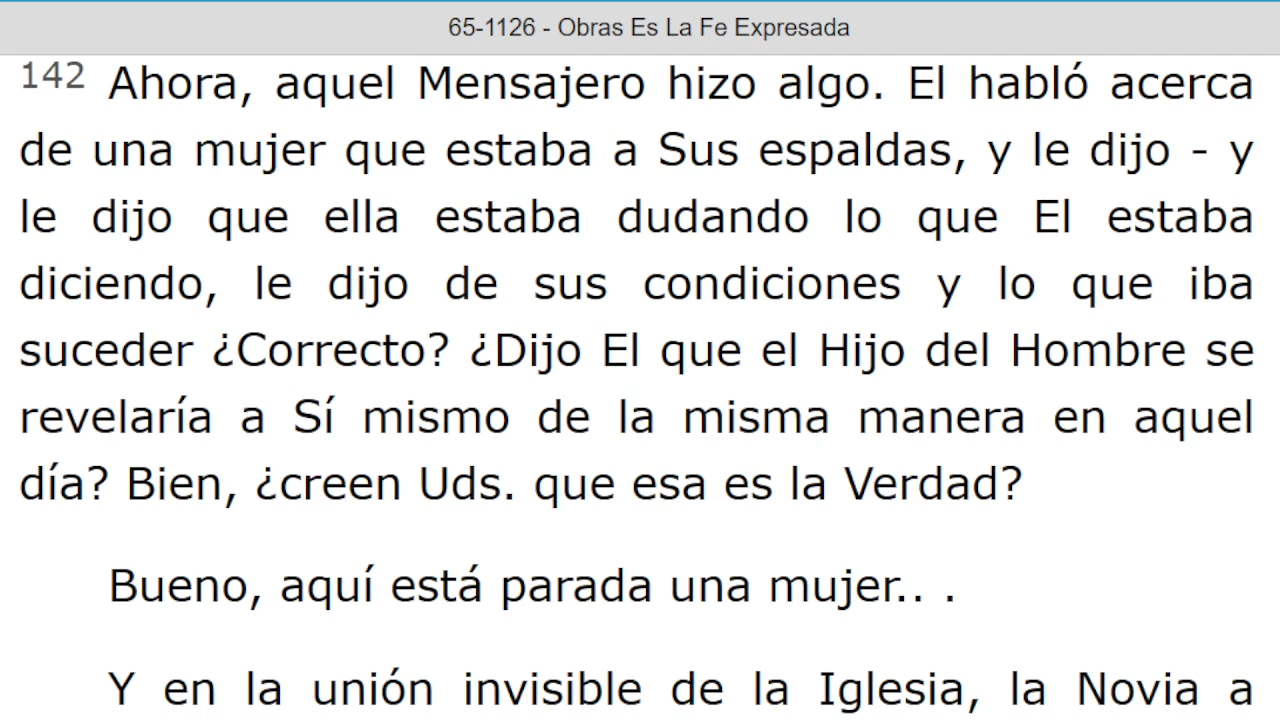 65-1126 - Obras Es La Fe Expresada
142 Ahora, aquel Mensajero hizo algo. El habló acerca
de una mujer que estaba a Sus espaldas, y le dijo - y
le dijo que ella estaba dudando lo que El estaba
diciendo, le dijo de sus condiciones y lo que iba
suceder ¿Correcto? ¿Dijo El que el Hijo del Hombre se
revelaría a Sí mismo de la misma manera en aquel
día? Bien, ¿creen Uds. que esa es la Verdad?
Bueno, aquí está parada una mujer.. .
Y en la unión invisible de la Iglesia, la Novia a